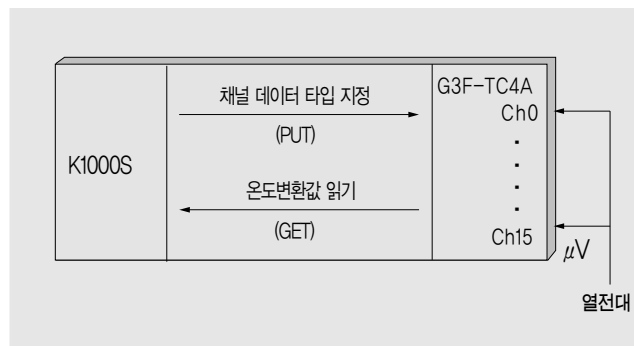 K1000S
채널 데이터 타입 지정
(PUT)
온도변환값 읽기
(GET)
G3F-TC4A
Ch0
Ch15
μV
열전대